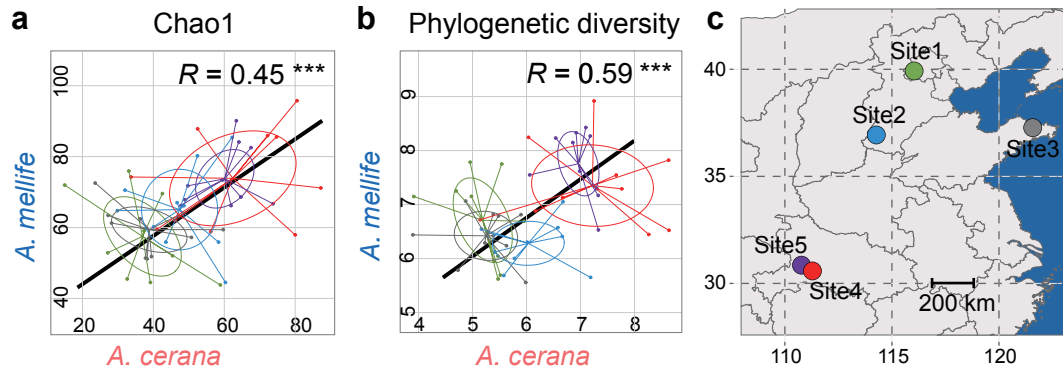 a
Chao1
R = 0.45 ***
100
80
60
40
20
40
60
80
A. mellife
A. cerana
b
Phylogenetic diversity
R = 0.59 ***
9
8
7
6
5
4
5
6
7
8
A. mellife
A. cerana
c
40
35
30
110
115
120
Site1
Site2
Site3
Site5
Site4
200 km